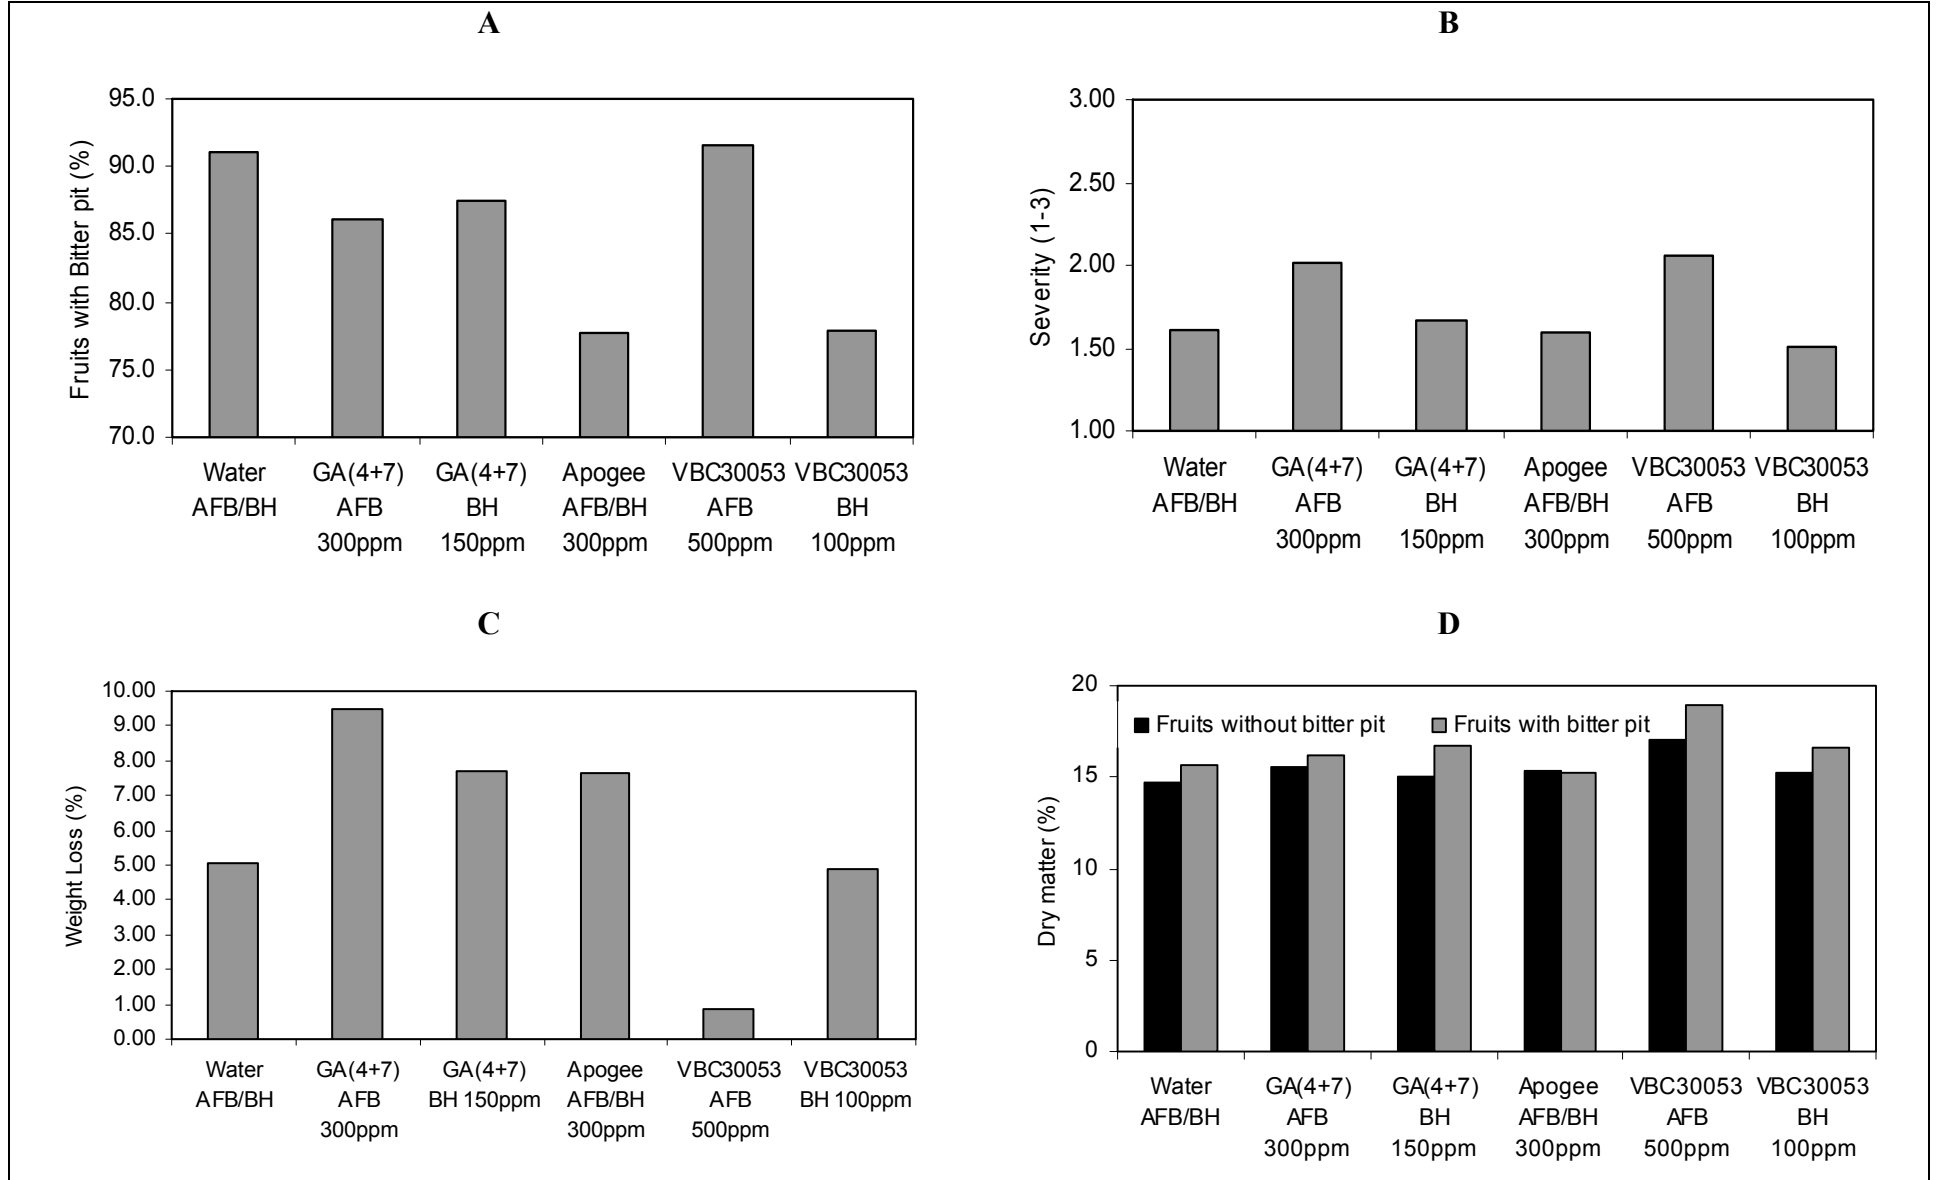 A
95.0
90.0
85.0
80.0
75.0
70.0
Fruits with Bitter pit (%)
Water
AFB/BH
GA(4+7)
AFB
300ppm
GA(4+7)
BH
150ppm
Apogee
AFB/BH
300ppm
VBC30053
AFB
500ppm
VBC30053
BH
100ppm
B
3.00
2.50
2.00
1.50
1.00
Severity (1-3)
Water
AFB/BH
GA(4+7)
AFB
300ppm
GA(4+7)
BH
150ppm
Apogee
AFB/BH
300ppm
VBC30053
AFB
500ppm
VBC30053
BH
100ppm
C
10.00
9.00
8.00
7.00
6.00
5.00
4.00
3.00
2.00
1.00
0.00
Weight Loss (%)
Water
AFB/BH
GA(4+7)
AFB
300ppm
GA(4+7)
BH 150ppm
Apogee
AFB/BH
300ppm
VBC30053
AFB
500ppm
VBC30053
BH 100ppm
D
20
15
10
5
0
Dry matter (%)
Fruits without bitter pit
Fruits with bitter pit
Water
AFB/BH
GA(4+7)
AFB
300ppm
GA(4+7)
BH
150ppm
Apogee
AFB/BH
300ppm
VBC30053
AFB
500ppm
VBC30053
BH
100ppm